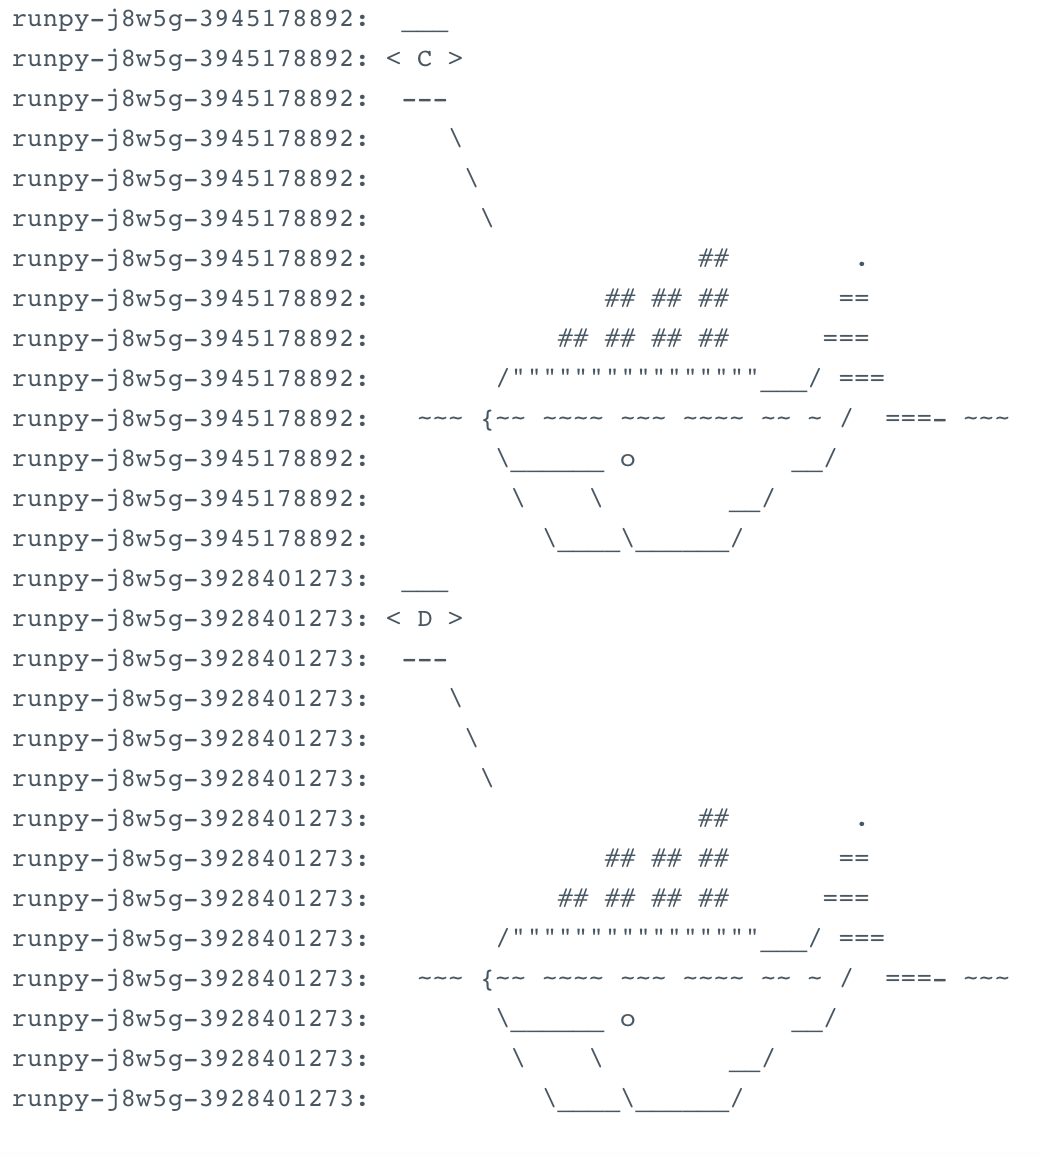 runpy-j8w5g-3945178892:  ___
runpy-j8w5g-3945178892: < C >
runpy-j8w5g-3945178892:  ---
runpy-j8w5g-3945178892:     \
runpy-j8w5g-3945178892:      \
runpy-j8w5g-3945178892:       \
runpy-j8w5g-3945178892:                     ##        .
runpy-j8w5g-3945178892:               ## ## ##       ==
runpy-j8w5g-3945178892:            ## ## ## ##      ===
runpy-j8w5g-3945178892:        /""""""""""""""""___/ ===
runpy-j8w5g-3945178892:   ~~~ {~~ ~~~~ ~~~ ~~~~ ~~ ~ /  ===- ~~~
runpy-j8w5g-3945178892:        \______ o          __/
runpy-j8w5g-3945178892:         \    \        __/
runpy-j8w5g-3945178892:           \____\______/
runpy-j8w5g-3928401273:  ___
runpy-j8w5g-3928401273: < D >
runpy-j8w5g-3928401273:  ---
runpy-j8w5g-3928401273:     \
runpy-j8w5g-3928401273:      \
runpy-j8w5g-3928401273:       \
runpy-j8w5g-3928401273:                     ##        .
runpy-j8w5g-3928401273:               ## ## ##       ==
runpy-j8w5g-3928401273:            ## ## ## ##      ===
runpy-j8w5g-3928401273:        /""""""""""""""""___/ ===
runpy-j8w5g-3928401273:   ~~~ {~~ ~~~~ ~~~ ~~~~ ~~ ~ /  ===- ~~~
runpy-j8w5g-3928401273:        \______ o          __/
runpy-j8w5g-3928401273:         \    \        __/
runpy-j8w5g-3928401273:           \____\______/